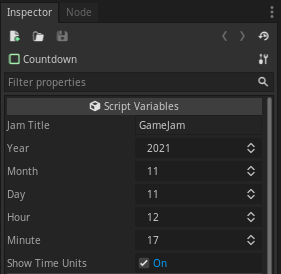 Inspector Node
Countdown
Filter properties
Script Variables
Jam Title GameJam
Year 2021
Month 11
Day 11
Hour 12
Minute 17
Show Time Units On